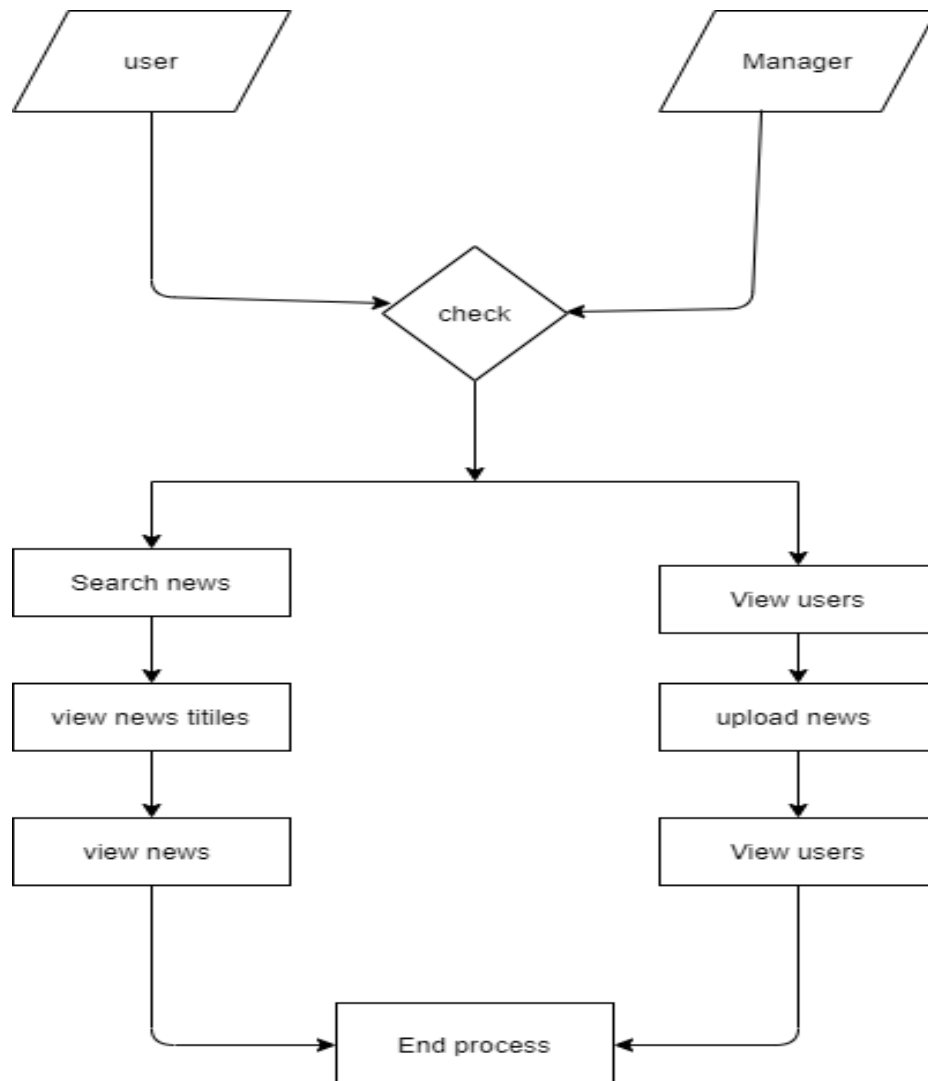 user
Manager
check
Search news
View users
view news titiles
upload news
view news
View users
End process